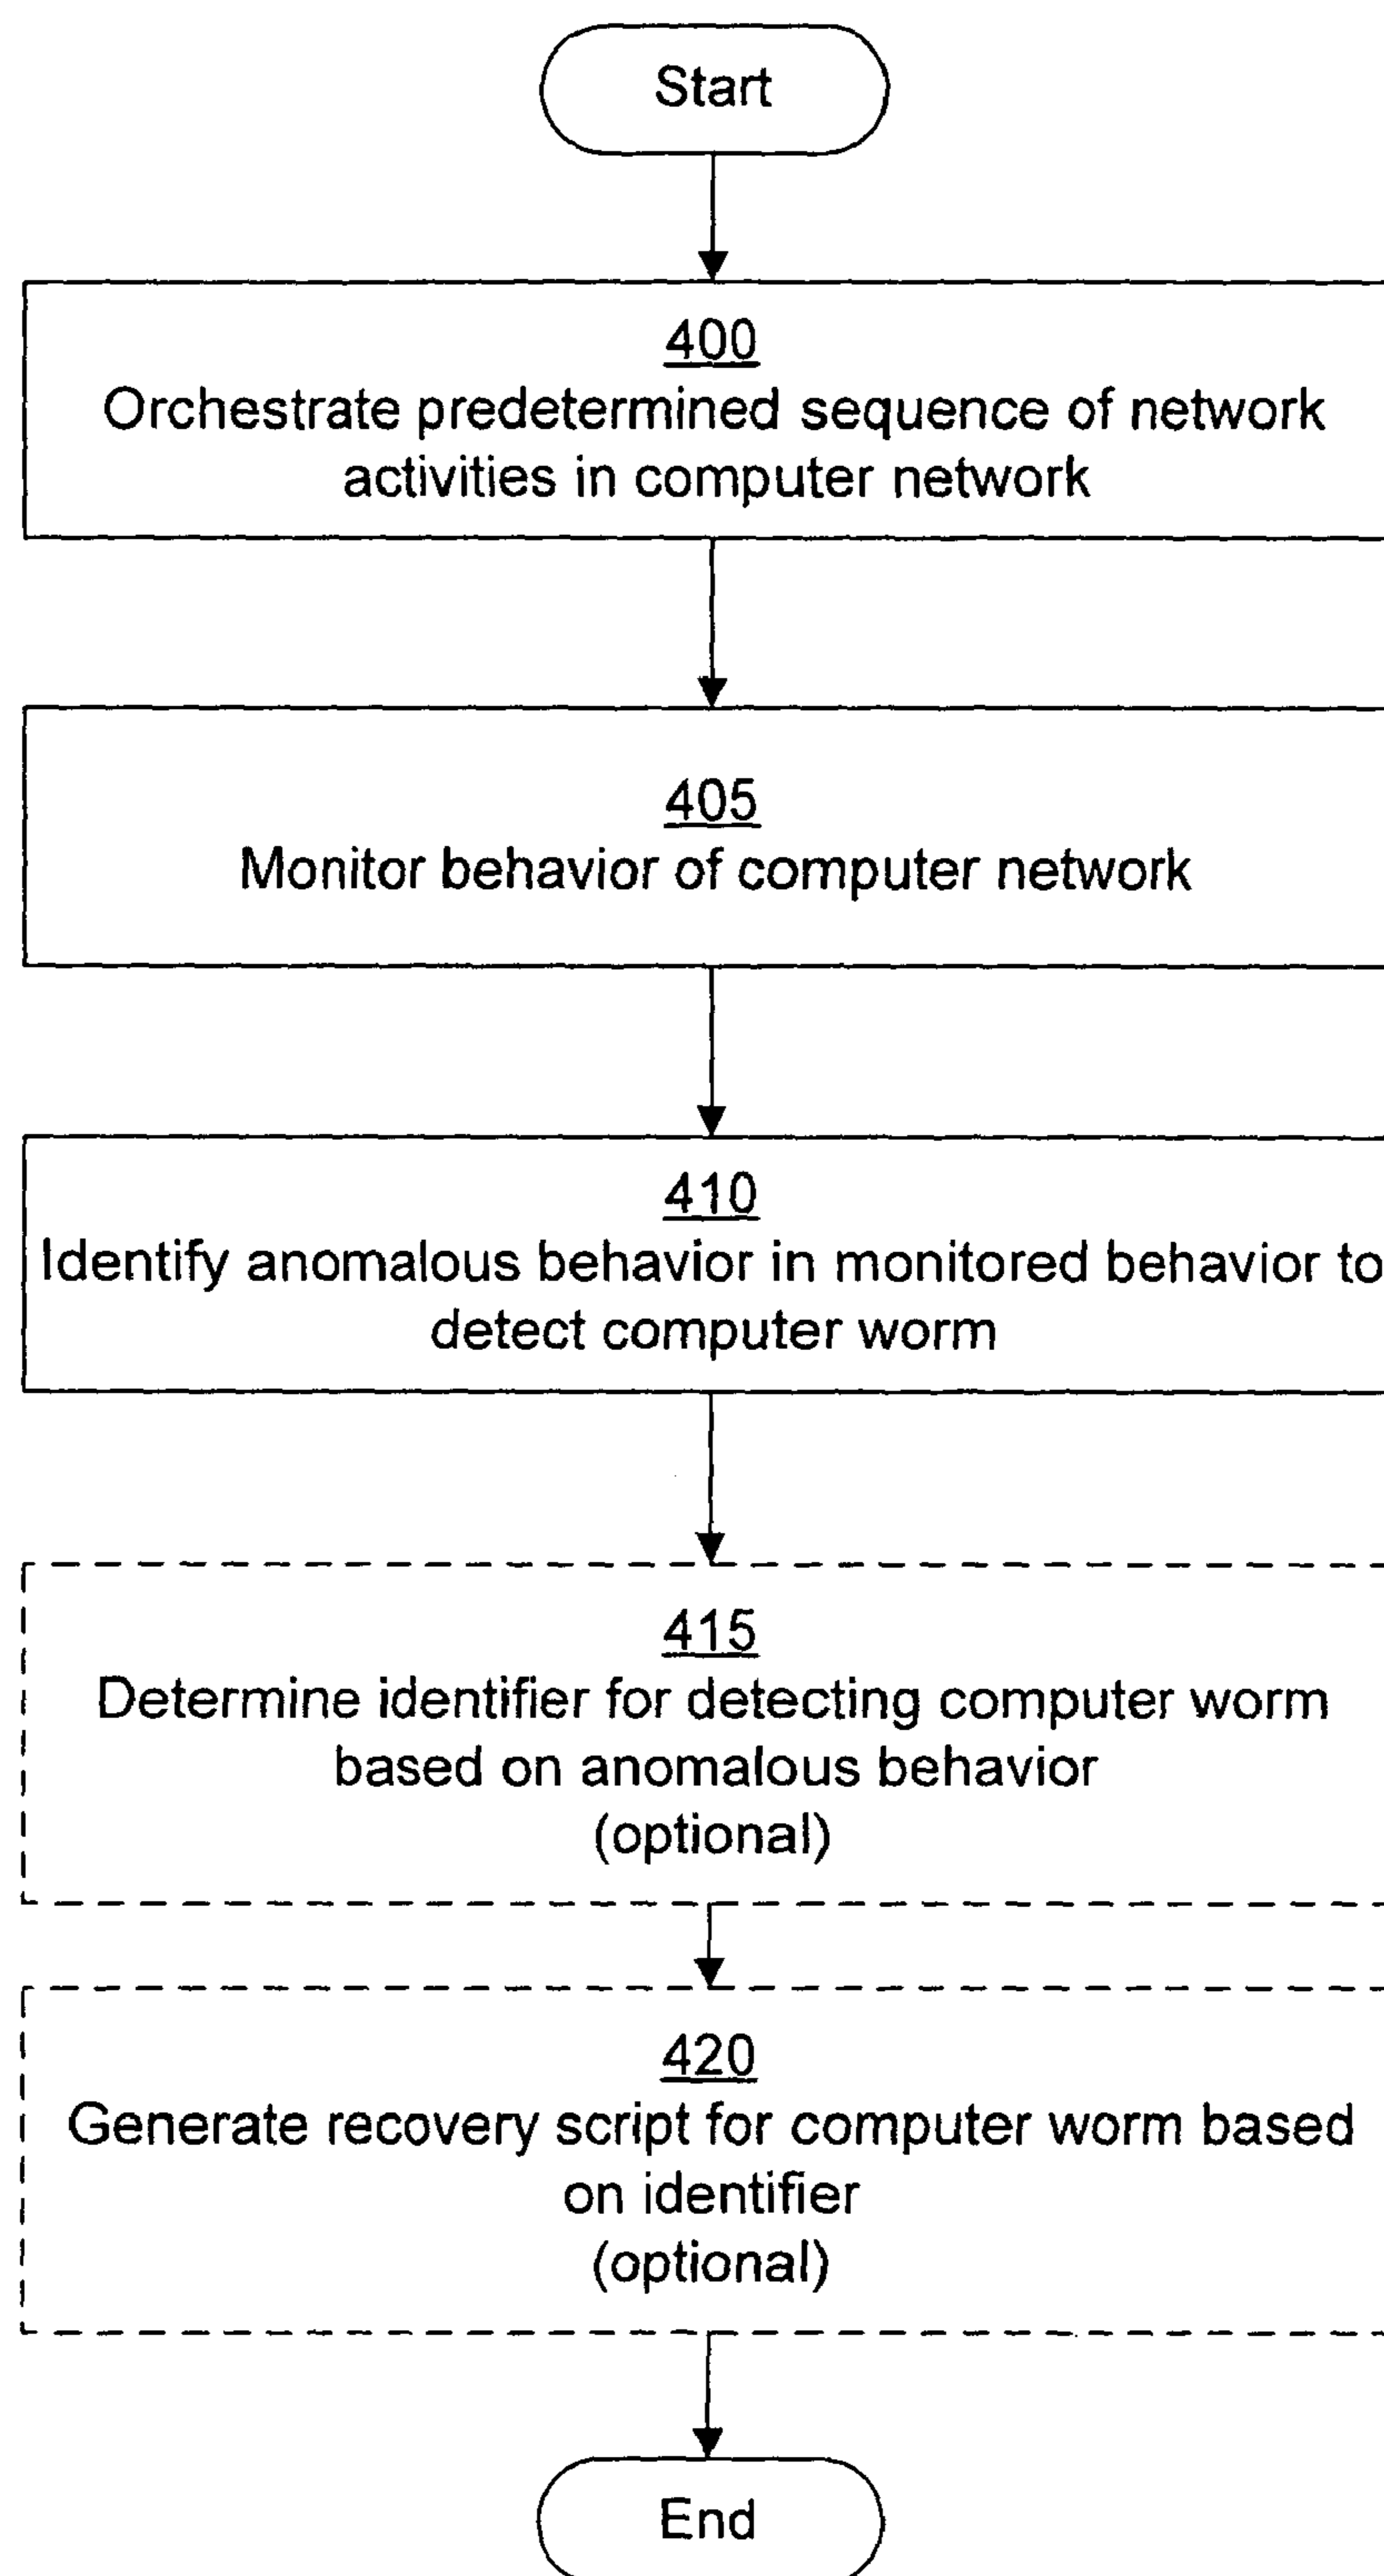 Start
400
Orchestrate predetermined sequence of network
activities in computer network
405
Monitor behavior of computer network
410
Identify anomalous behavior in monitored behavior to
detect computer worm
415
Determine identifier for detecting computer worm
based on anomalous behavior
(optional)
420
Generate recovery script for computer worm based
on identifier
(optional)
End